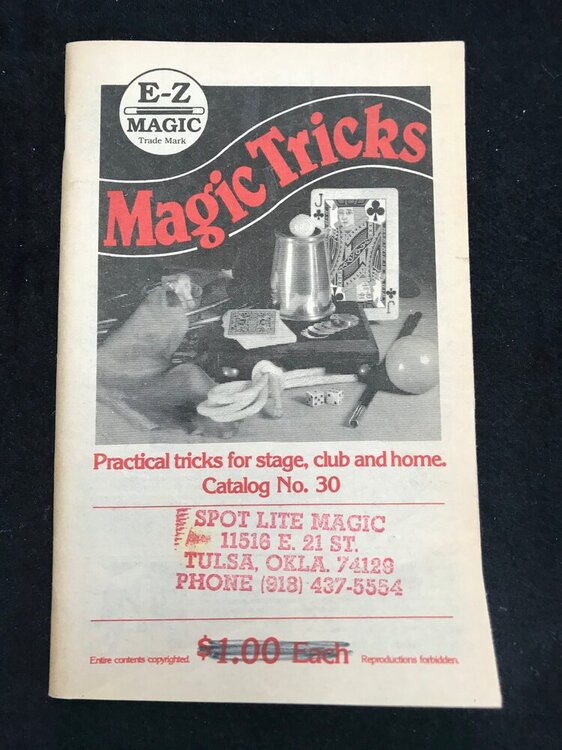 E-Z
MAGIC
Trade Mark
Magic Tricks
J
J
Practical tricks for stage, club and home.
Catalog No. 30
SPOT LITE MAGIC
11516 E. 21 ST.
TULSA, OKLA. 74129
PHONE (918) 437-5554
Entire contents copyrighted. $1.00 Each Reproductions forbidden.